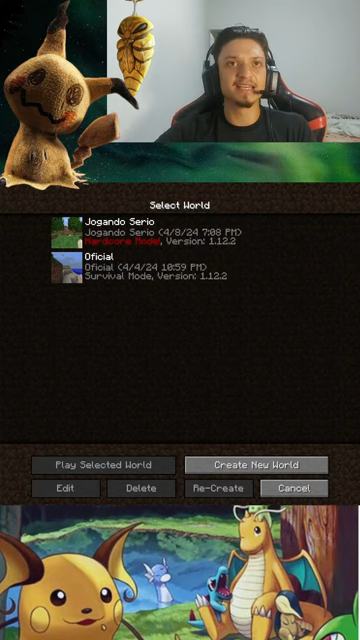 Select World
Jogando Serio
Jogando Serio (4/8/24 7:08 PM)
Hardcore Mode!, Version: 1.12.2
Oficial
Oficial (4/4/24 10:59 PM)
Survival Mode, Version: 1.12.2
Play Selected World
Create New World
Edit
Delete
Re-Create
Cancel